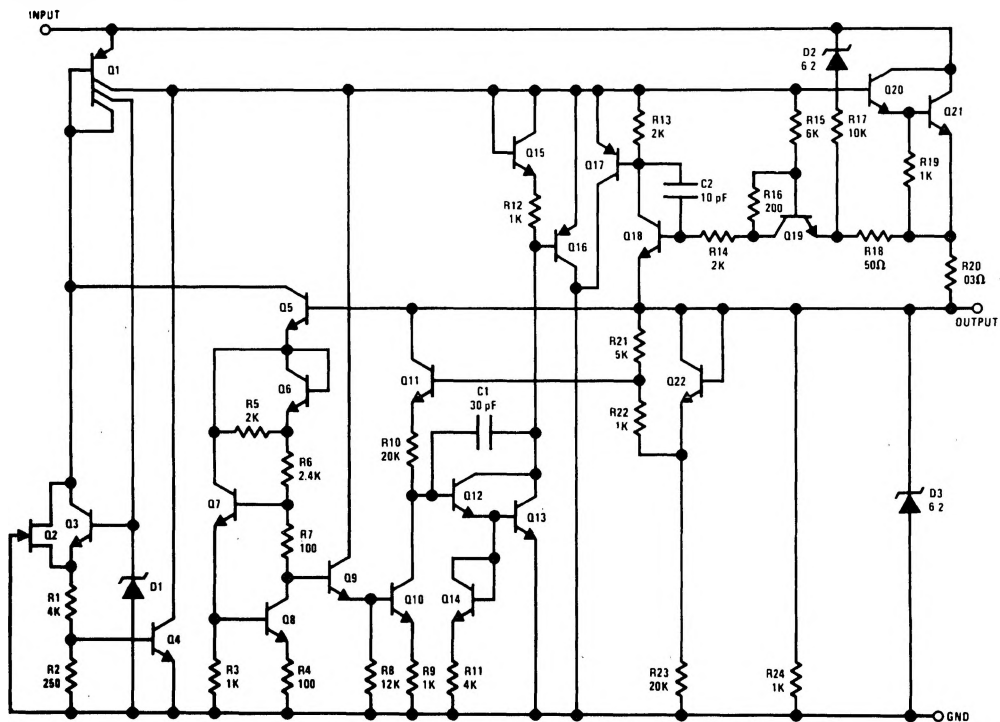 INPUT
Q1
D2
6 2
Q20
Q21
R13
2K
R15
6K
R17
10K
Q15
Q17
R19
1K
C2
10 pF
R12
1K
R16
200
Q16
Q18
R14
2K
Q19
R18
50Ω
R20
03Ω
Q5
OUTPUT
R21
5K
Q6
Q11
Q22
C1
30 pF
R5
2K
R22
1K
R10
20K
R6
2.4K
Q2
Q3
Q7
Q12
Q13
D3
6 2
R7
100
D1
Q9
R1
4K
Q10
Q14
Q4
Q8
R2
250
R3
1K
R4
100
R8
12K
R9
1K
R11
4K
R23
20K
R24
1K
GND